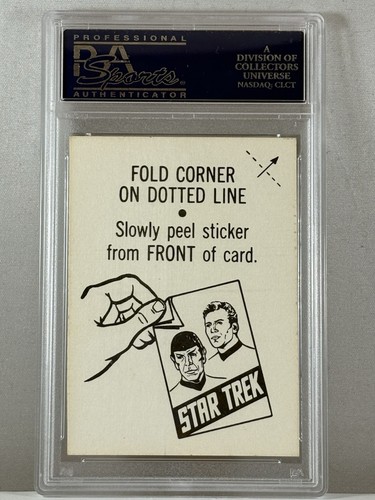 PROFESSIONAL
PSA
Sports
AUTHENTICATOR
A
DIVISION OF
COLLECTORS
UNIVERSE
NASDAQ: CLCT
FOLD CORNER
ON DOTTED LINE
•
Slowly peel sticker
from FRONT of card.
STAR TREK